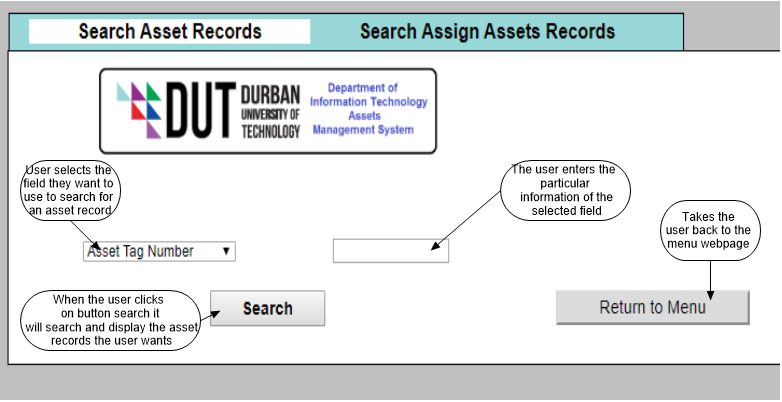 Search Asset Records
Search Assign Assets Records
DUT
DURBAN
UNIVERSITY OF
TECHNOLOGY
Department of
Information Technology
Assets
Management System
User selects the
field they want to
use to search for
an asset record
The user enters the
particular
information of the
selected field
Takes the
user back to the
menu webpage
Asset Tag Number
When the user clicks
on button search it
will search and display the asset
records the user wants
Search
Return to Menu